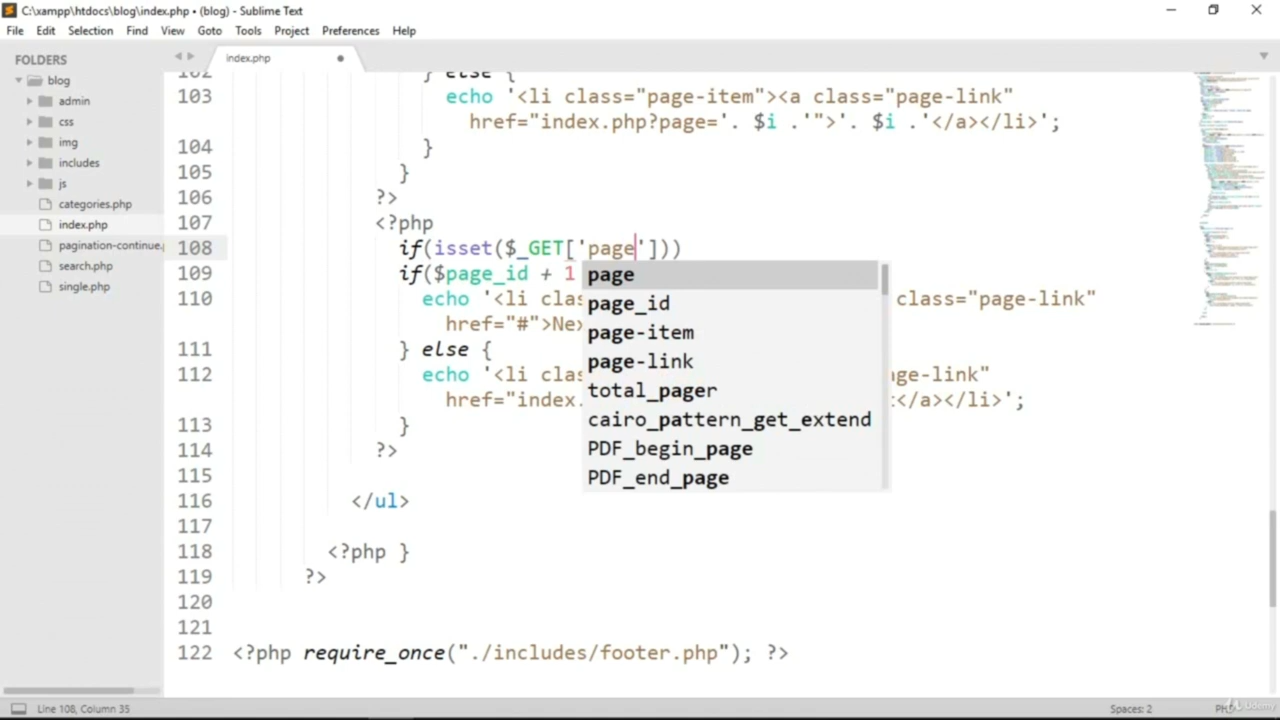 C:\xampp\htdocs\blog\index.php • (blog) - Sublime Text
File Edit Selection Find View Goto Tools Project Preferences Help
FOLDERS
blog
admin
css
img
includes
js
categories.php
index.php
pagination-continue.p
search.php
single.php
index.php
102 } else {
103 echo '<li class="page-item"><a class="page-link"
href="index.php?page='. $i .'">'. $i .'</a></li>';
104 }
105 }
106 ?>
107 <?php
108 if(isset($_GET['page']))
109 if($page_id + 1
110 echo '<li clas class="page-link"
href="#">Nex
111 } else {
112 echo '<li clas ge-link"
href="index. t</a></li>';
113 }
114 ?>
115
116 </ul>
117
118 <?php }
119 ?>
120
121
122 <?php require_once("./includes/footer.php"); ?>
page
page_id
page-item
page-link
total_pager
cairo_pattern_get_extend
PDF_begin_page
PDF_end_page
Line 108, Column 35
Spaces: 2
PHP
Udemy